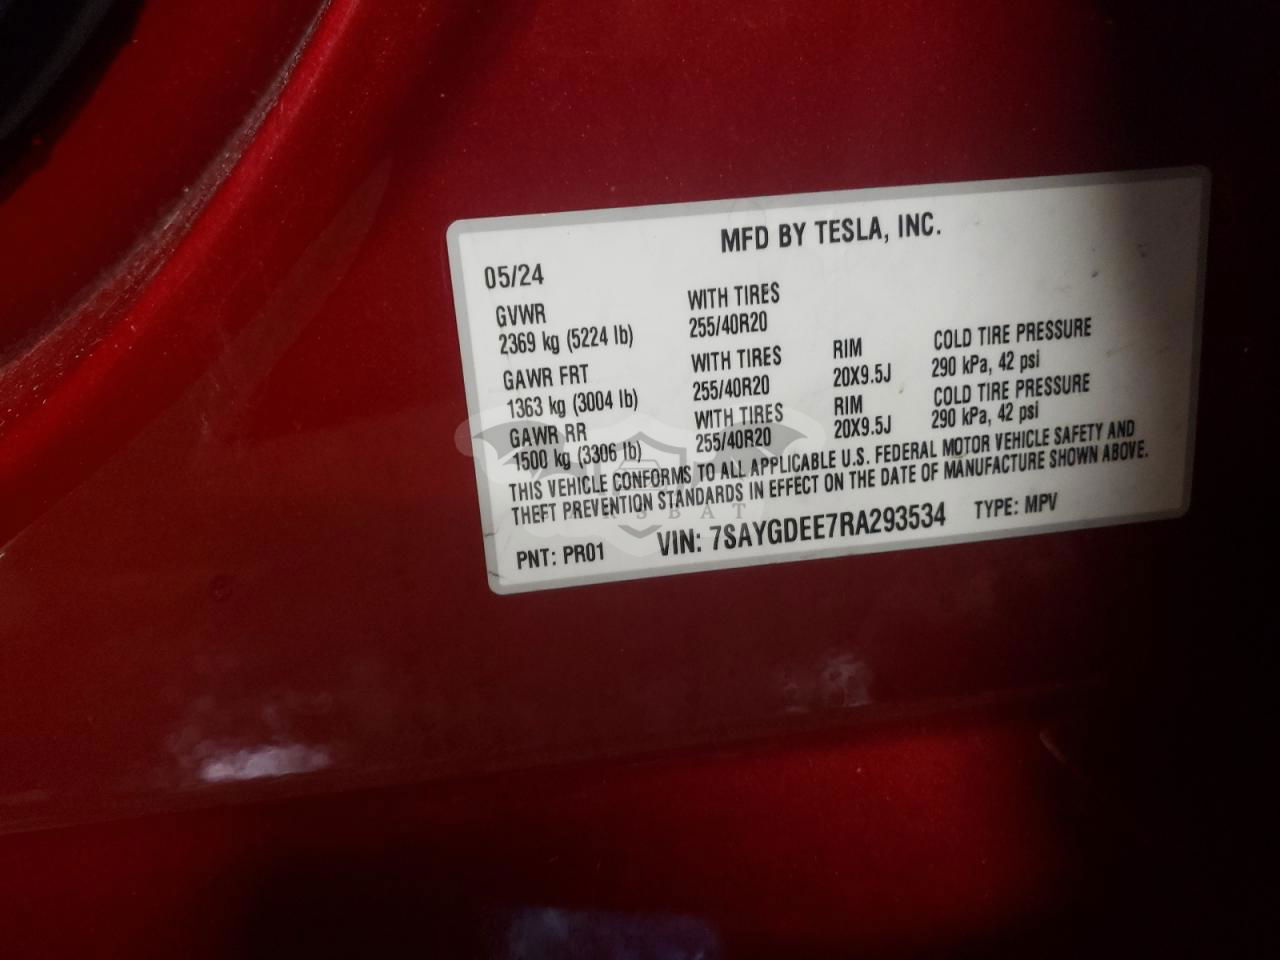 MFD BY TESLA, INC.
05/24
GVWR WITH TIRES
2369 kg (5224 lb) 255/40R20
GAWR FRT WITH TIRES RIM COLD TIRE PRESSURE
1363 kg (3004 lb) 255/40R20 20X9.5J 290 kPa, 42 psi
GAWR RR WITH TIRES RIM COLD TIRE PRESSURE
1500 kg (3306 lb) 255/40R20 20X9.5J 290 kPa, 42 psi
THIS VEHICLE CONFORMS TO ALL APPLICABLE U.S. FEDERAL MOTOR VEHICLE SAFETY AND
THEFT PREVENTION STANDARDS IN EFFECT ON THE DATE OF MANUFACTURE SHOWN ABOVE.
PNT: PR01 VIN: 7SAYGDEE7RA293534 TYPE: MPV